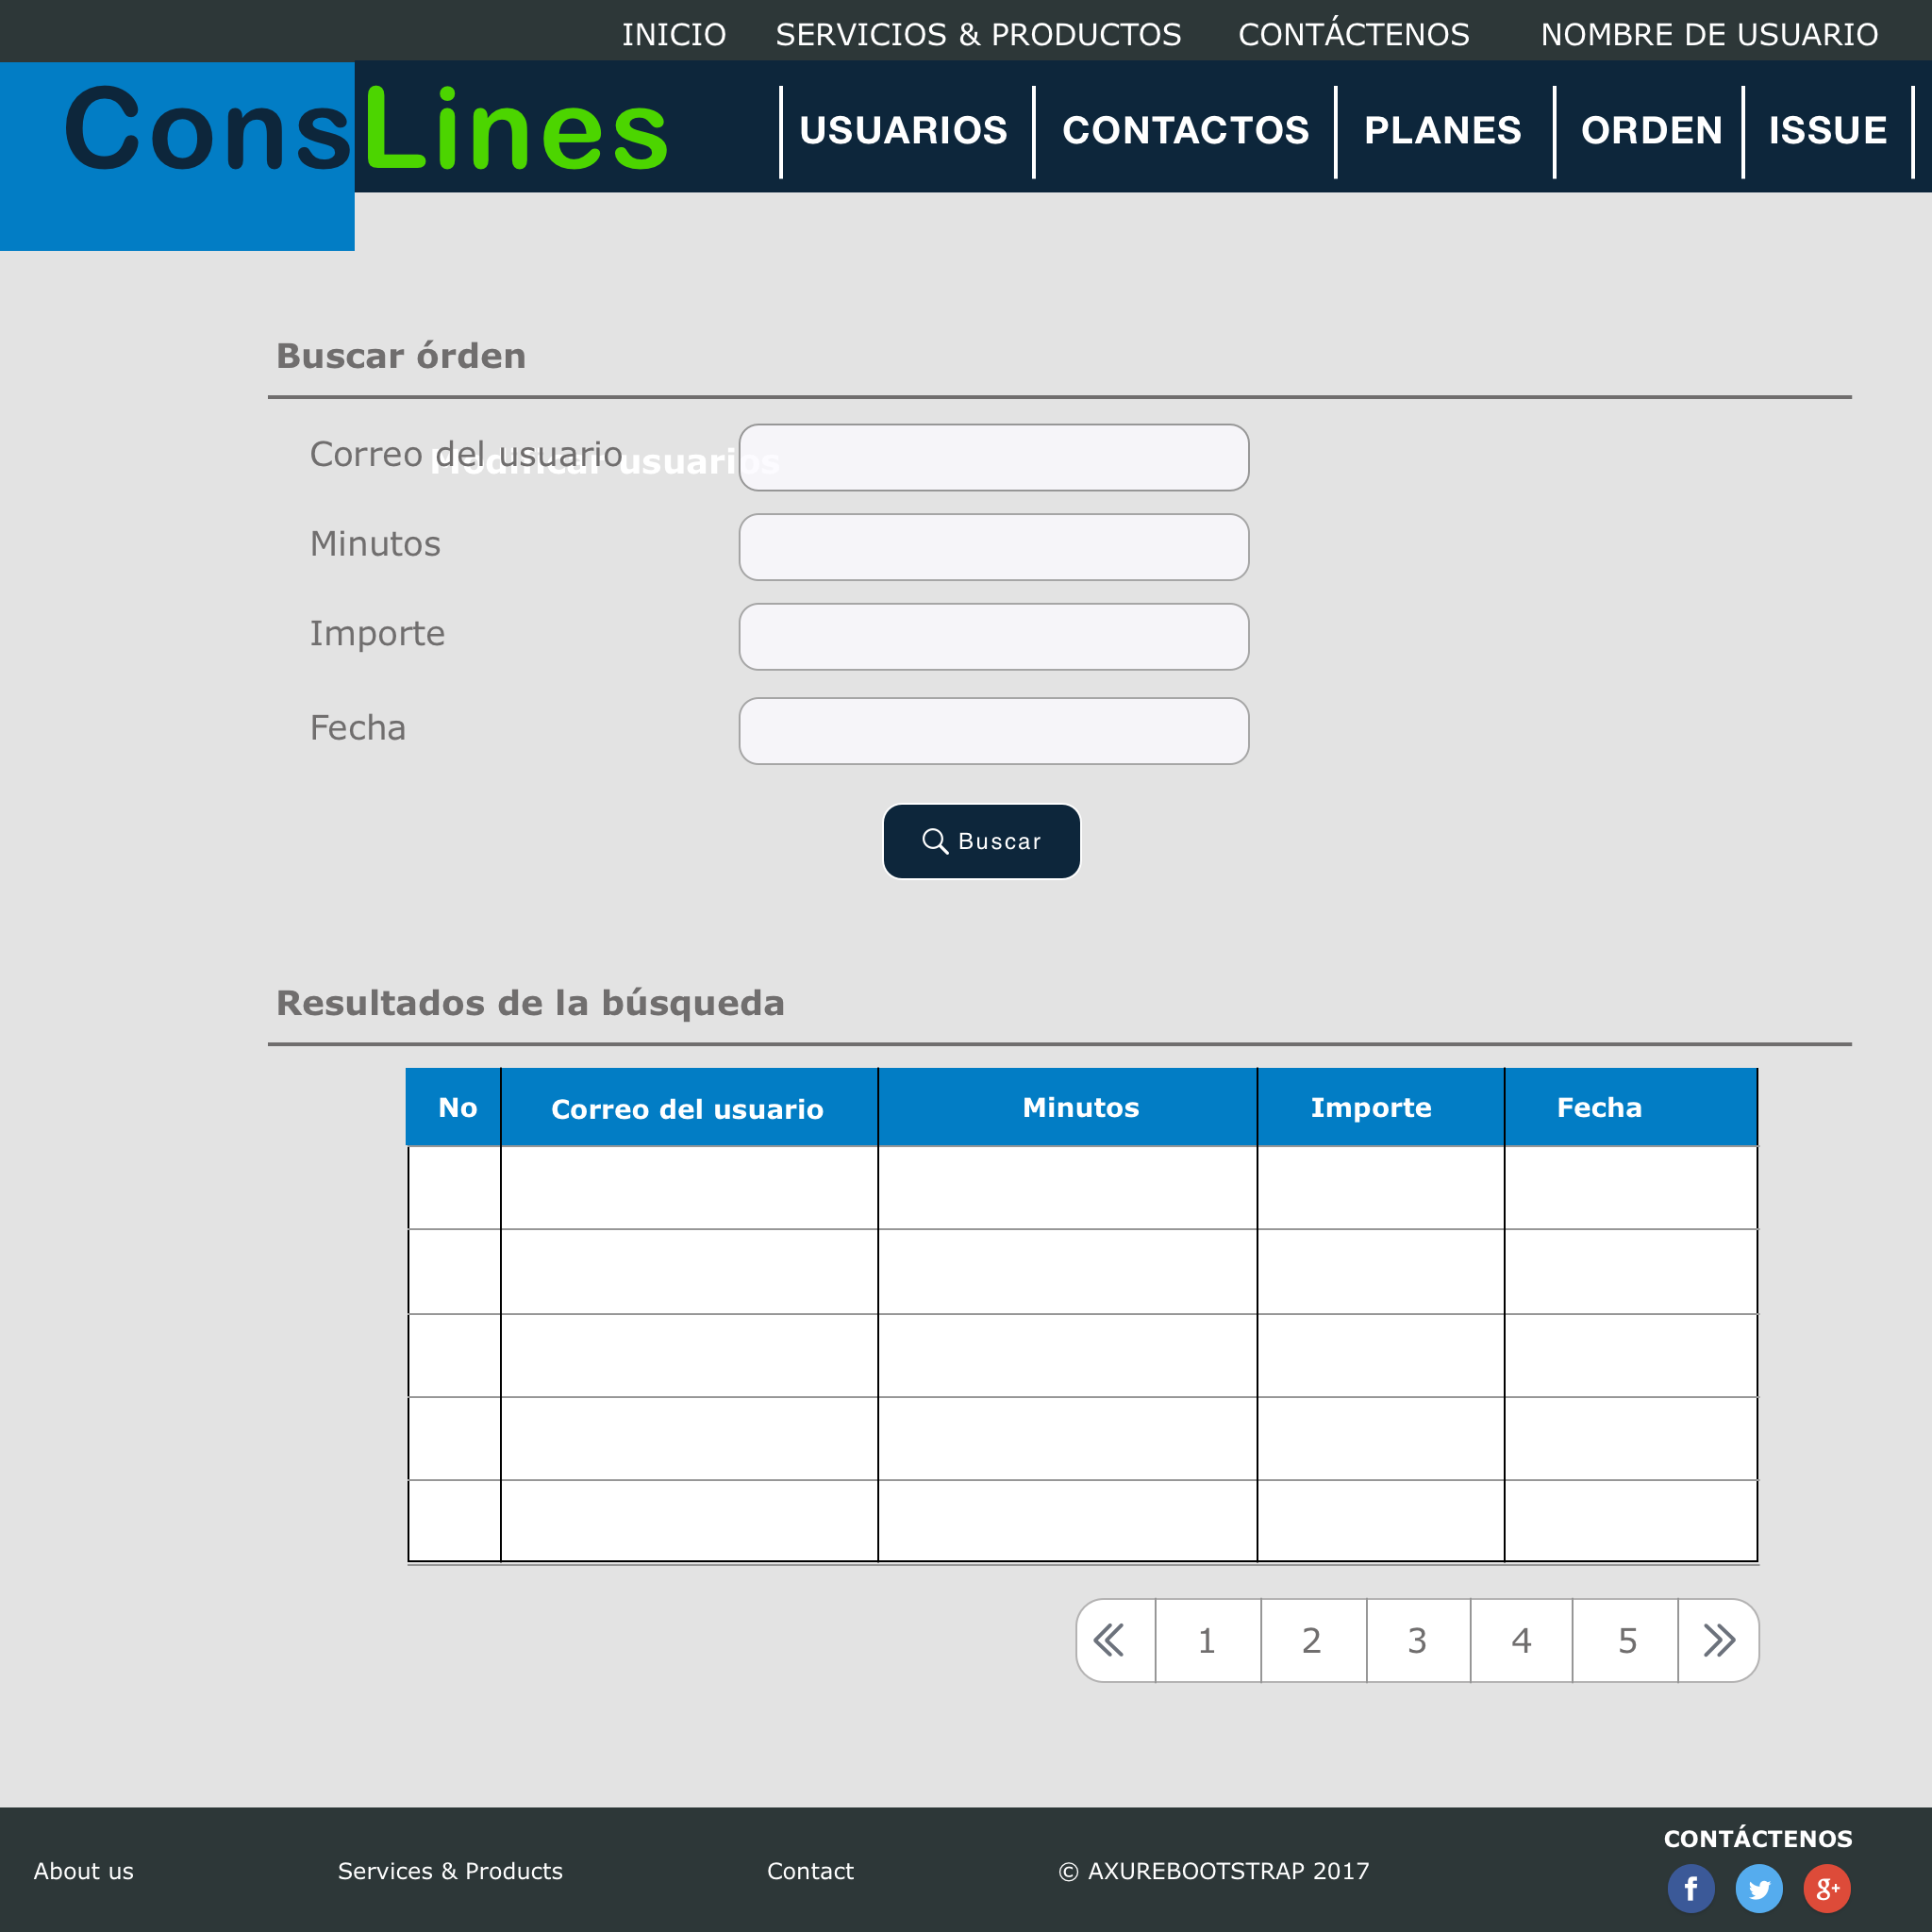 INICIO SERVICIOS & PRODUCTOS CONTÁCTENOS NOMBRE DE USUARIO
ConsLines
USUARIOS CONTACTOS PLANES ORDEN ISSUE
Buscar órden
Correo del usuario
Modificar usuarios
Minutos
Importe
Fecha
Buscar
Resultados de la búsqueda
No Correo del usuario Minutos Importe Fecha
1 2 3 4 5
CONTÁCTENOS
About us Services & Products Contact © AXUREBOOTSTRAP 2017
f g+